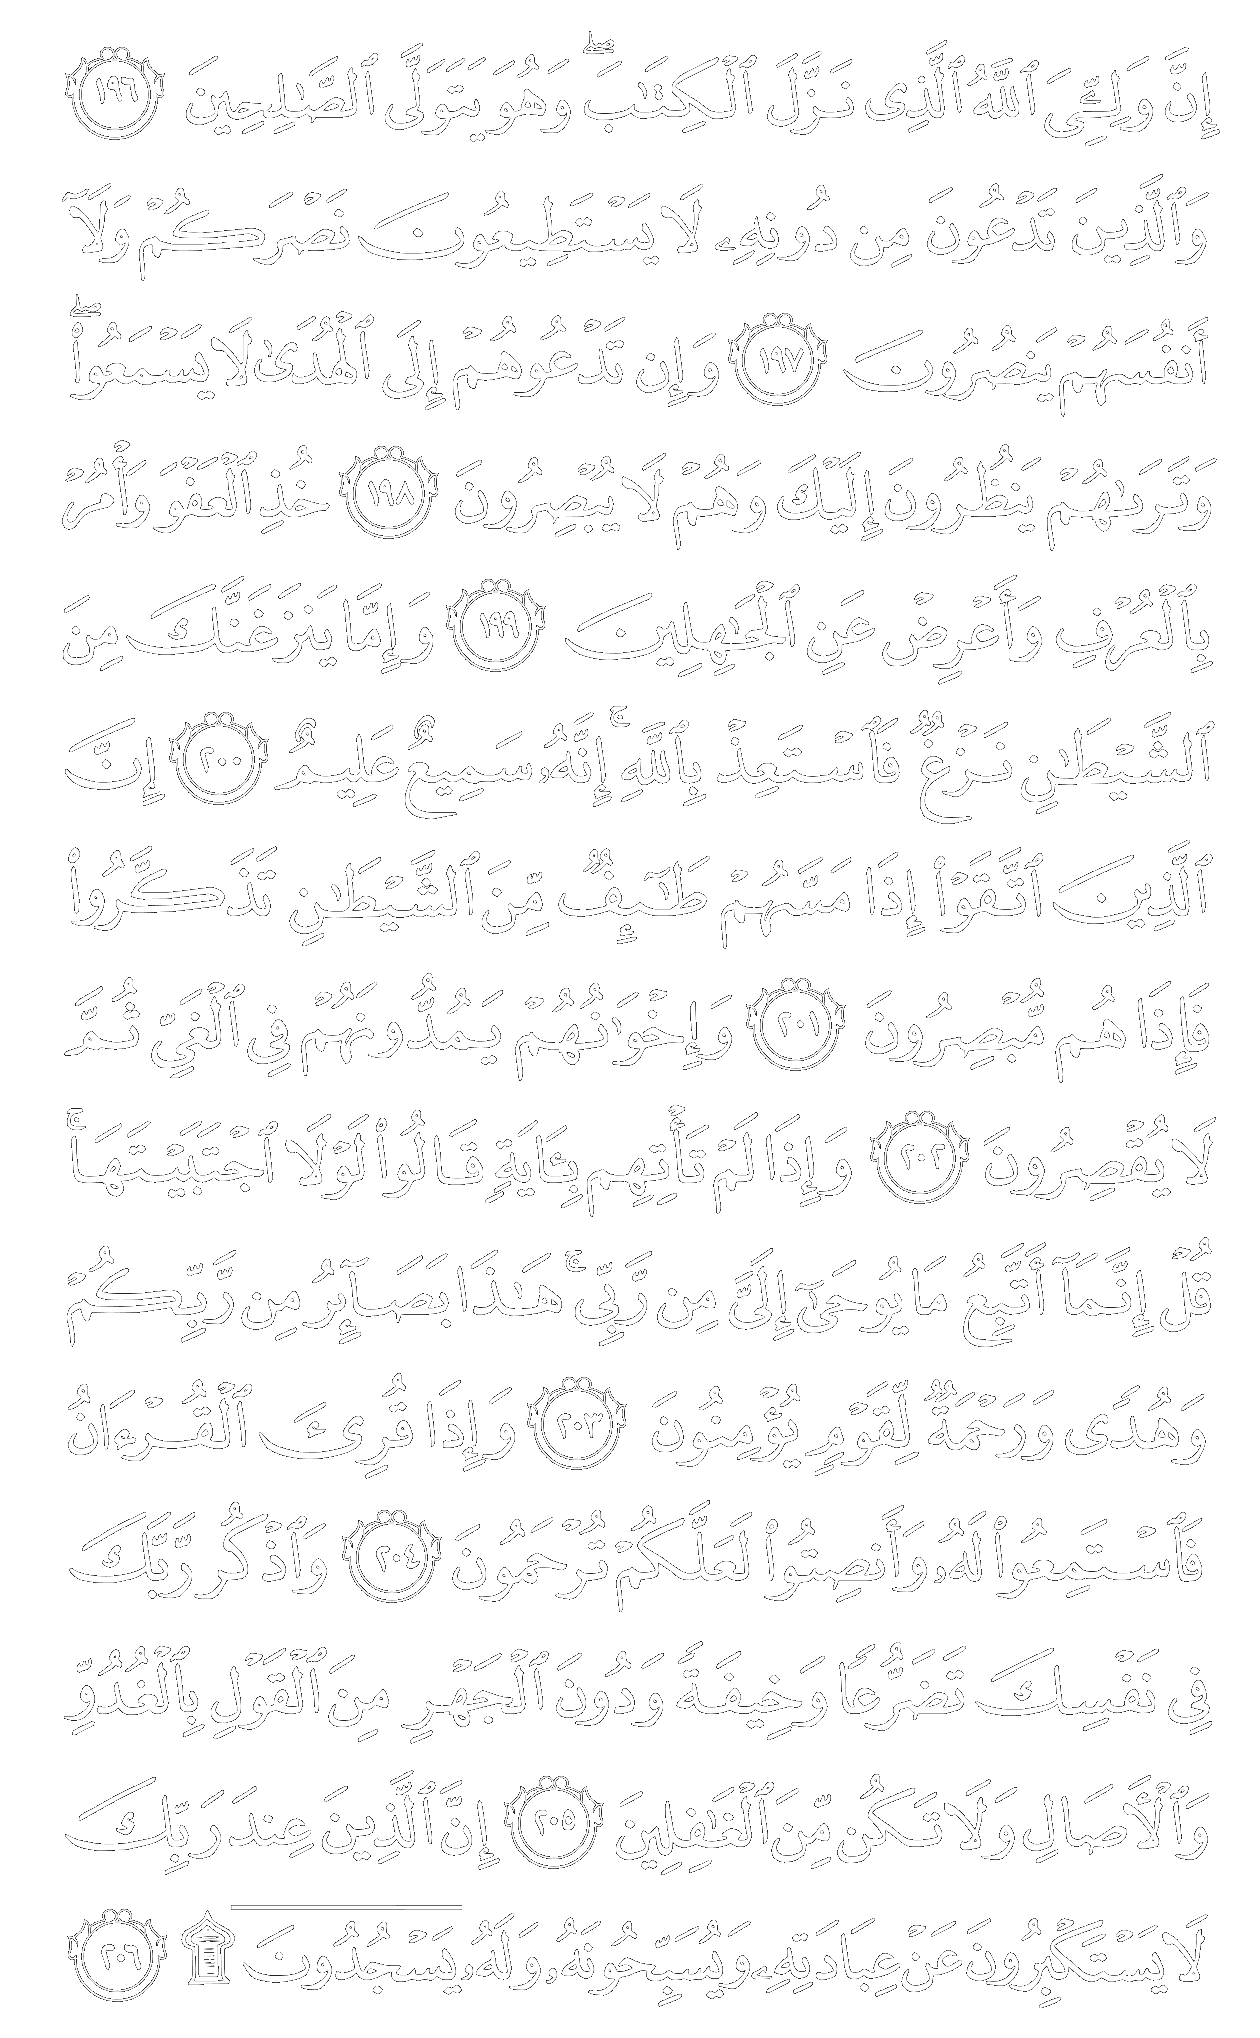 إِنَّ وَلِـِّۧىَ ٱللَّهُ ٱلَّذِى نَزَّلَ ٱلْكِتَـٰبَ ۖ وَهُوَ يَتَوَلَّى ٱلصَّـٰلِحِينَ ١٩٦
وَٱلَّذِينَ تَدْعُونَ مِن دُونِهِۦ لَا يَسْتَطِيعُونَ نَصْرَكُمْ وَلَآ
أَنفُسَهُمْ يَنصُرُونَ ١٩٧ وَإِن تَدْعُوهُمْ إِلَى ٱلْهُدَىٰ لَا يَسْمَعُوا۟ ۖ
وَتَرَىٰهُمْ يَنظُرُونَ إِلَيْكَ وَهُمْ لَا يُبْصِرُونَ ١٩٨ خُذِ ٱلْعَفْوَ وَأْمُرْ
بِٱلْعُرْفِ وَأَعْرِضْ عَنِ ٱلْجَـٰهِلِينَ ١٩٩ وَإِمَّا يَنزَغَنَّكَ مِنَ
ٱلشَّيْطَـٰنِ نَزْغٌ فَٱسْتَعِذْ بِٱللَّهِ ۚ إِنَّهُۥ سَمِيعٌ عَلِيمٌ ٢٠٠ إِنَّ
ٱلَّذِينَ ٱتَّقَوْا۟ إِذَا مَسَّهُمْ طَـٰٓئِفٌ مِّنَ ٱلشَّيْطَـٰنِ تَذَكَّرُوا۟
فَإِذَا هُم مُّبْصِرُونَ ٢٠١ وَإِخْوَٰنُهُمْ يَمُدُّونَهُمْ فِى ٱلْغَىِّ ثُمَّ
لَا يُقْصِرُونَ ٢٠٢ وَإِذَا لَمْ تَأْتِهِم بِـَٔايَةٍ قَالُوا۟ لَوْلَا ٱجْتَبَيْتَهَا ۚ
قُلْ إِنَّمَآ أَتَّبِعُ مَا يُوحَىٰٓ إِلَىَّ مِن رَّبِّى ۚ هَـٰذَا بَصَآئِرُ مِن رَّبِّكُمْ
وَهُدًى وَرَحْمَةٌ لِّقَوْمٍ يُؤْمِنُونَ ٢٠٣ وَإِذَا قُرِئَ ٱلْقُرْءَانُ
فَٱسْتَمِعُوا۟ لَهُۥ وَأَنصِتُوا۟ لَعَلَّكُمْ تُرْحَمُونَ ٢٠٤ وَٱذْكُر رَّبَّكَ
فِى نَفْسِكَ تَضَرُّعًا وَخِيفَةً وَدُونَ ٱلْجَهْرِ مِنَ ٱلْقَوْلِ بِٱلْغُدُوِّ
وَٱلْـَٔاصَالِ وَلَا تَكُن مِّنَ ٱلْغَـٰفِلِينَ ٢٠٥ إِنَّ ٱلَّذِينَ عِندَ رَبِّكَ
لَا يَسْتَكْبِرُونَ عَنْ عِبَادَتِهِۦ وَيُسَبِّحُونَهُۥ وَلَهُۥ يَسْجُدُونَ ۩ ٢٠٦